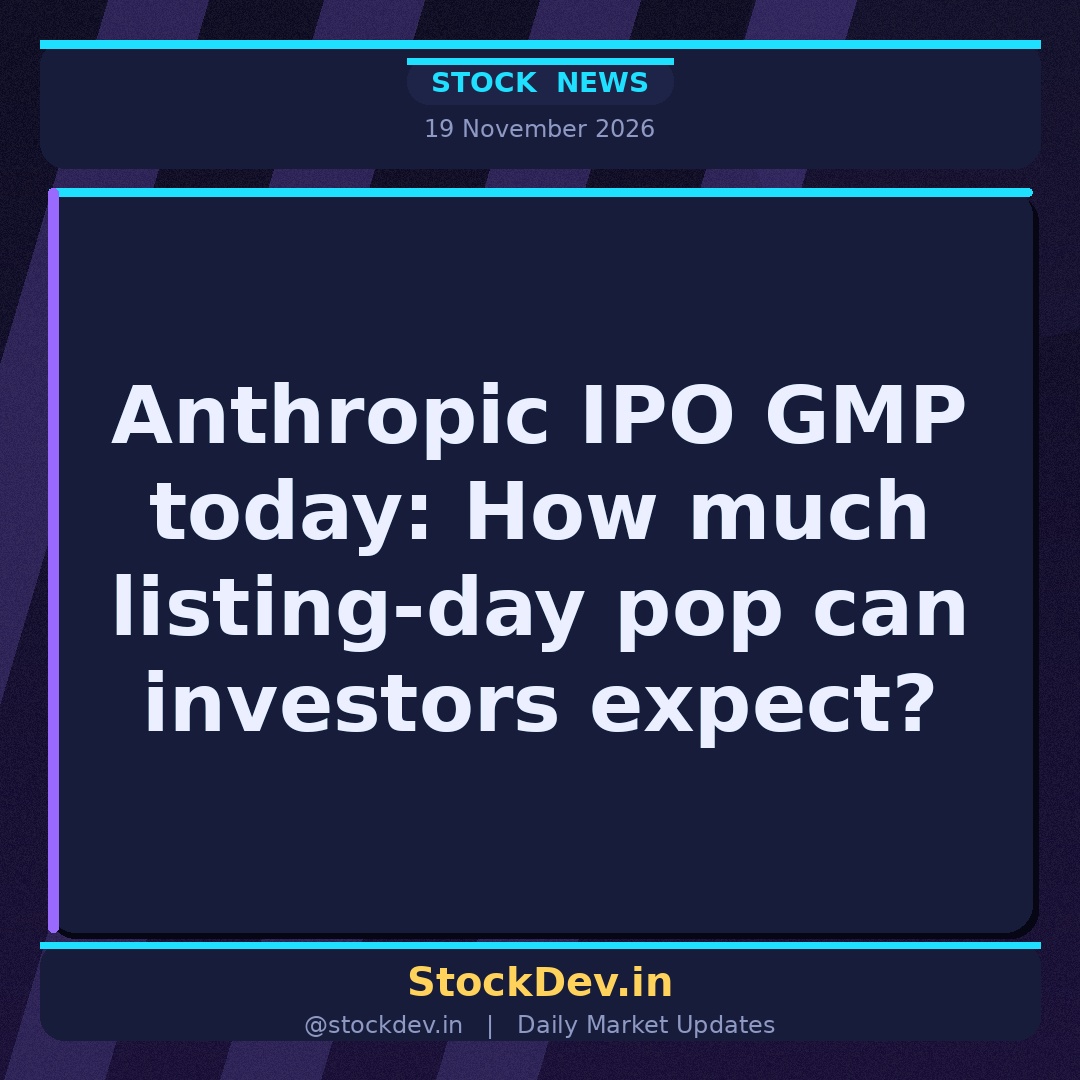 STOCK NEWS
19 November 2026
Anthropic IPO GMP
today: How much
listing-day pop can
investors expect?
StockDev.in
@stockdev.in | Daily Market Updates